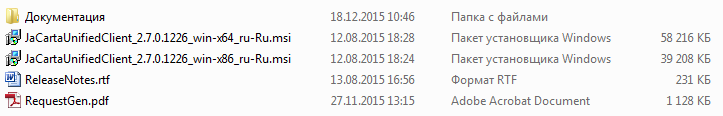 Документация 18.12.2015 10:46 Папка с файлами
JaCartaUnifiedClient_2.7.0.1226_win-x64_ru-Ru.msi 12.08.2015 18:28 Пакет установщика Windows 58 216 КБ
JaCartaUnifiedClient_2.7.0.1226_win-x86_ru-Ru.msi 12.08.2015 18:24 Пакет установщика Windows 39 208 КБ
ReleaseNotes.rtf 13.08.2015 16:56 Формат RTF 231 КБ
RequestGen.pdf 27.11.2015 13:15 Adobe Acrobat Document 1 128 КБ